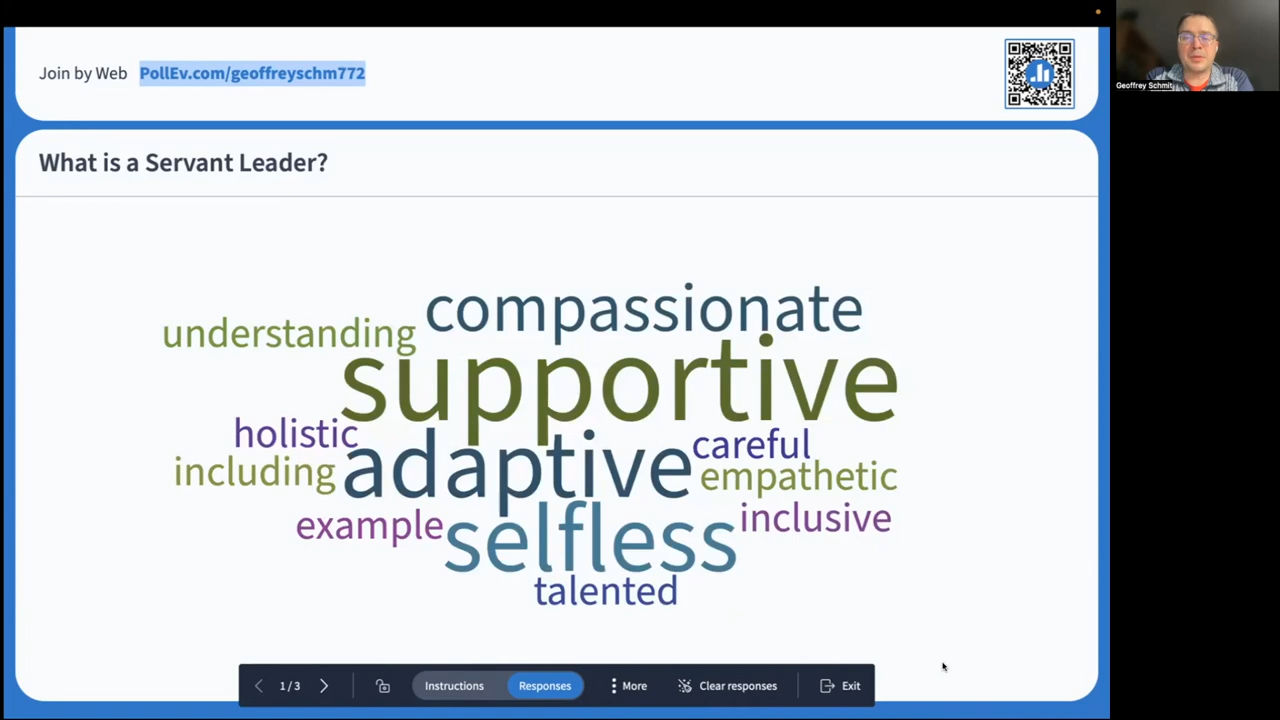 Join by Web PollEv.com/geoffreyschm772
Geoffrey Schmit
What is a Servant Leader?
compassionate
understanding
supportive
holistic
careful
adaptive
including
empathetic
example
inclusive
selfless
talented
1 / 3 Instructions Responses More Clear responses Exit